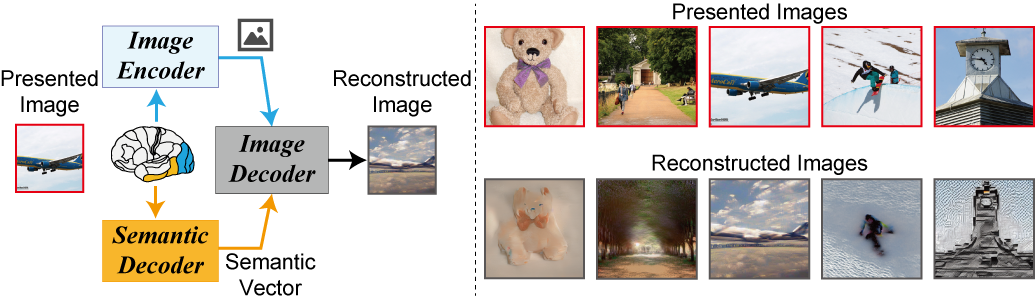 Presented
Image
Image
Encoder
Semantic
Decoder
Semantic
Vector
Image
Decoder
Reconstructed
Image
Presented Images
Reconstructed Images